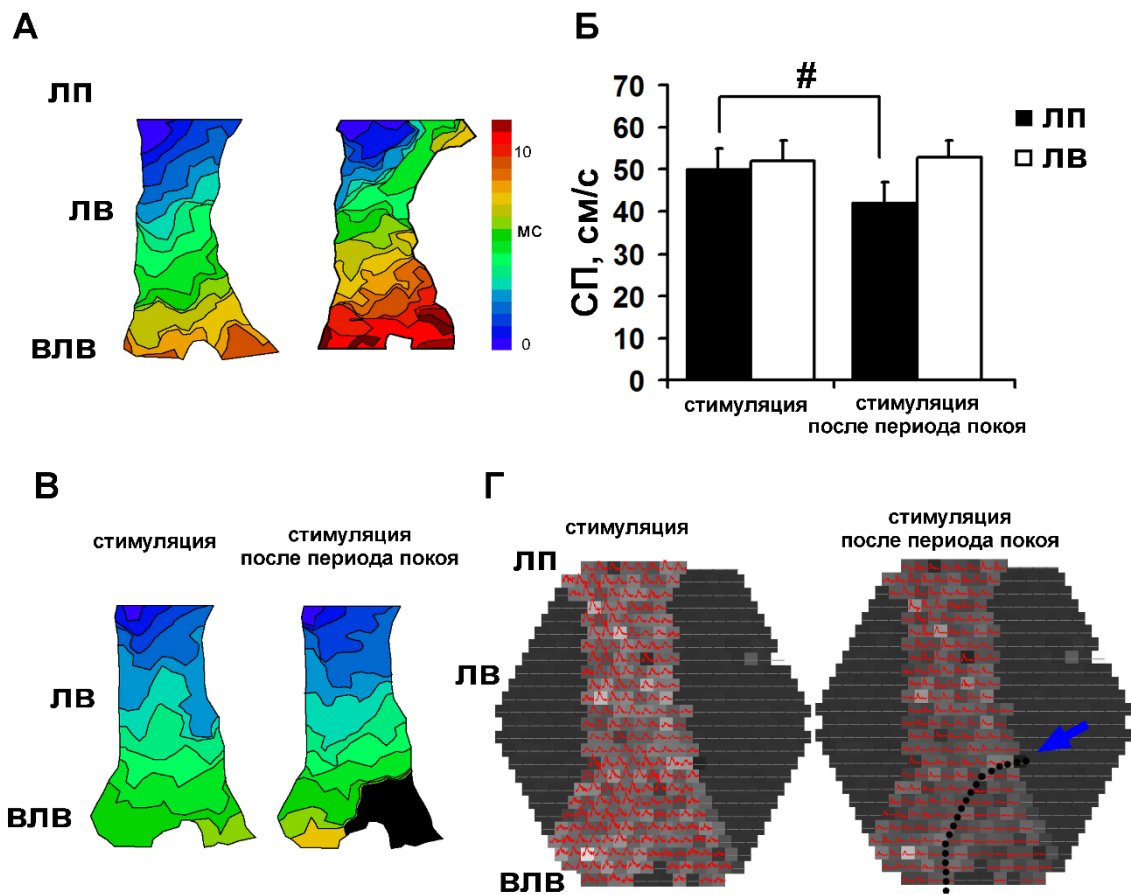 А
ЛП
ЛВ
ВЛВ
10
МС
0
Б
СП, см/с
70
60
50
40
30
20
10
0
#
ЛП
ЛВ
стимуляция
стимуляция
после периода покоя
В
стимуляция
стимуляция
после периода покоя
ЛВ
ВЛВ
Г
стимуляция
стимуляция
после периода покоя
ЛП
ЛВ
ВЛВ